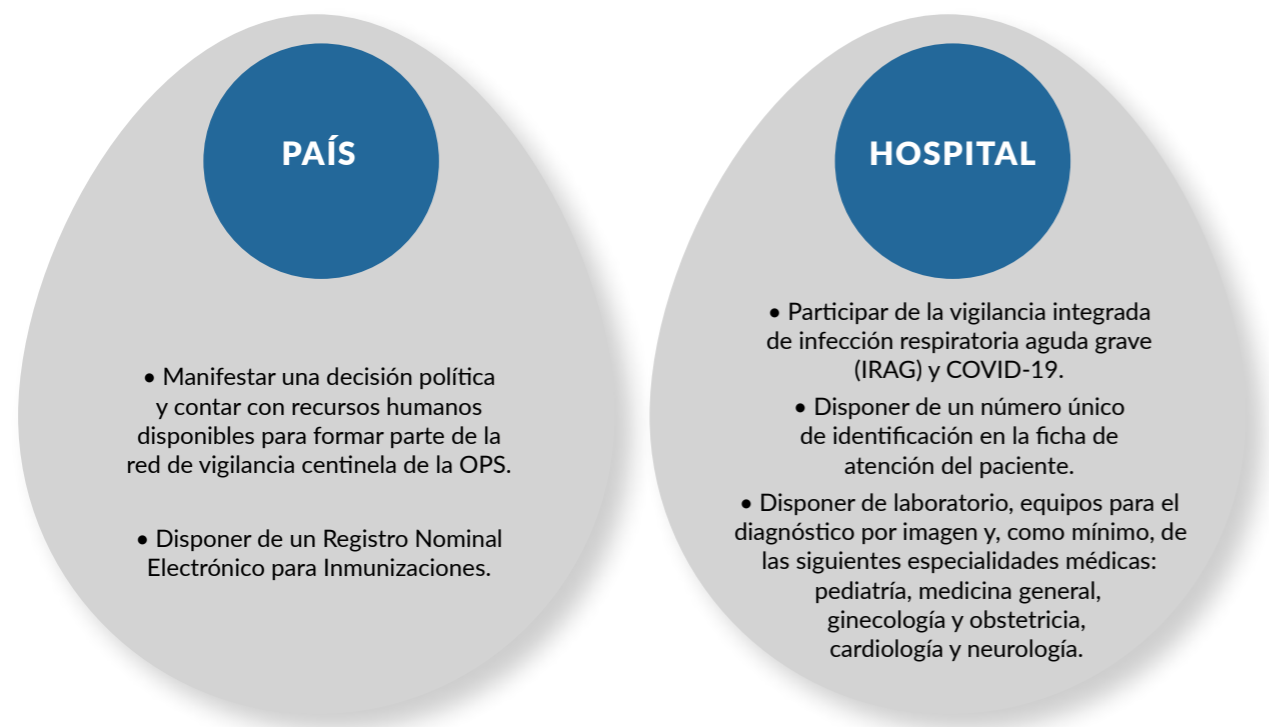 PAÍS
• Manifestar una decisión política
y contar con recursos humanos
disponibles para formar parte de la
red de vigilancia centinela de la OPS.
• Disponer de un Registro Nominal
Electrónico para Inmunizaciones.
HOSPITAL
• Participar de la vigilancia integrada
de infección respiratoria aguda grave
(IRAG) y COVID-19.
• Disponer de un número único
de identificación en la ficha de
atención del paciente.
• Disponer de laboratorio, equipos para el
diagnóstico por imagen y, como mínimo, de
las siguientes especialidades médicas:
pediatría, medicina general,
ginecología y obstetricia,
cardiología y neurología.